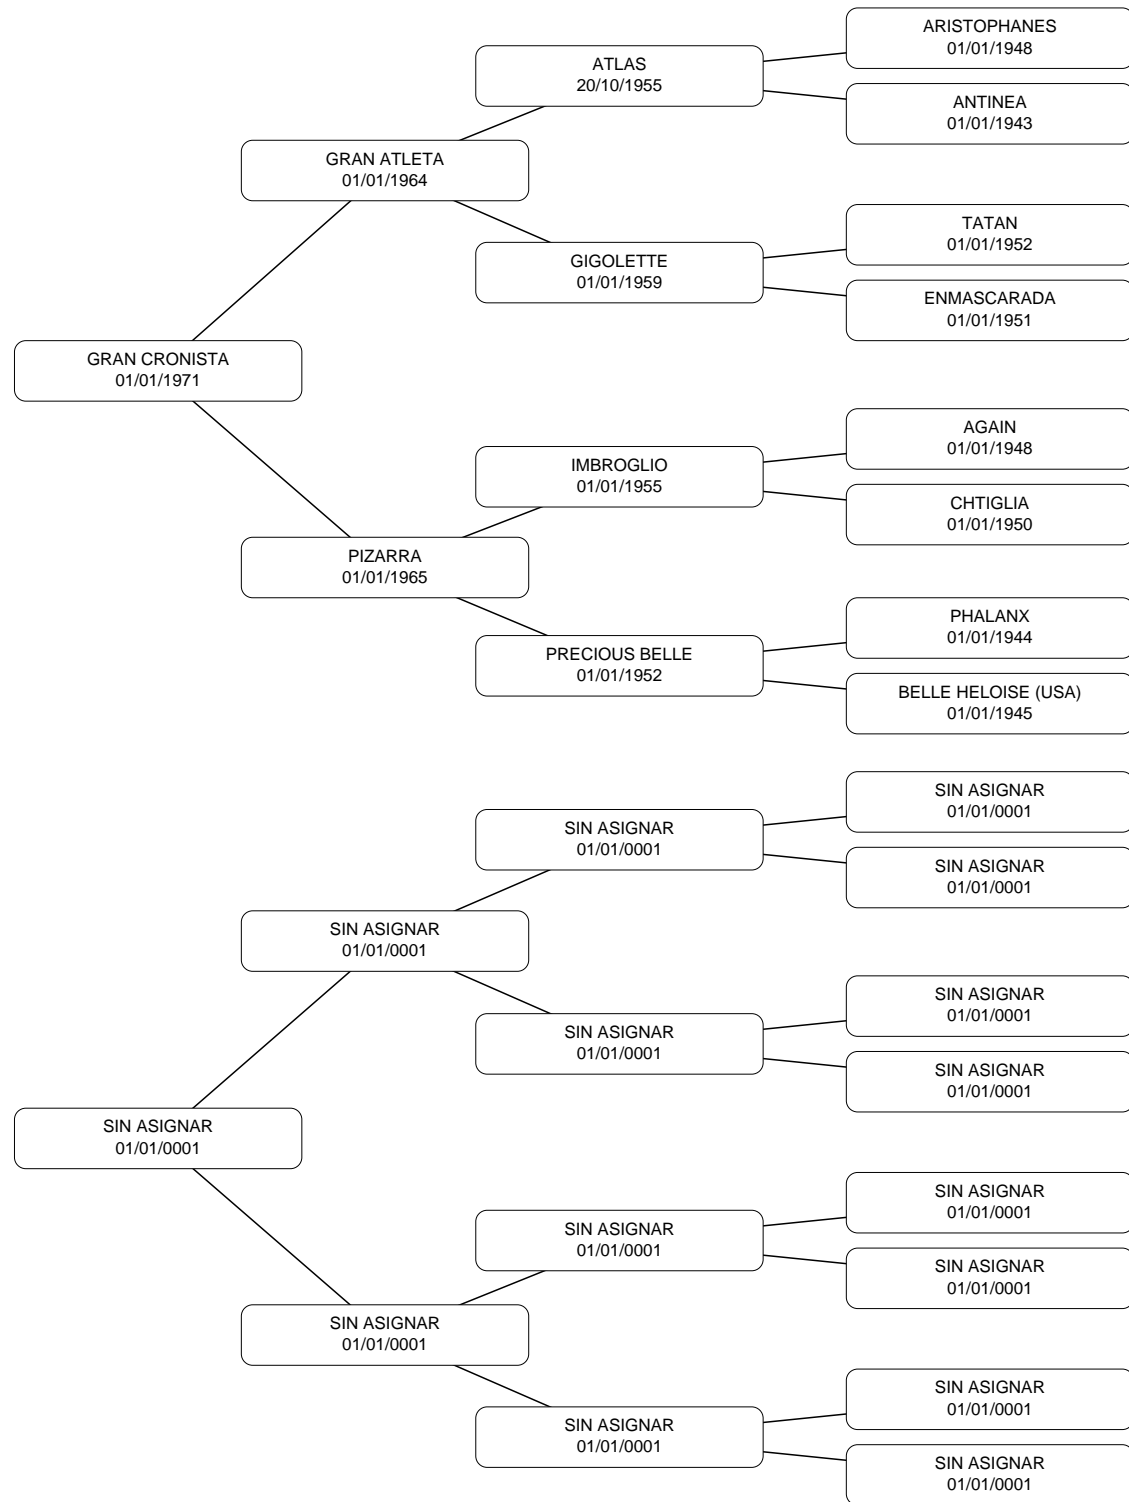 ARISTOPHANES
01/01/1948
ATLAS
20/10/1955
ANTINEA
01/01/1943
GRAN ATLETA
01/01/1964
TATAN
01/01/1952
GIGOLETTE
01/01/1959
ENMASCARADA
01/01/1951
GRAN CRONISTA
01/01/1971
AGAIN
01/01/1948
IMBROGLIO
01/01/1955
CHTIGLIA
01/01/1950
PIZARRA
01/01/1965
PHALANX
01/01/1944
PRECIOUS BELLE
01/01/1952
BELLE HELOISE (USA)
01/01/1945
SIN ASIGNAR
01/01/0001
SIN ASIGNAR
01/01/0001
SIN ASIGNAR
01/01/0001
SIN ASIGNAR
01/01/0001
SIN ASIGNAR
01/01/0001
SIN ASIGNAR
01/01/0001
SIN ASIGNAR
01/01/0001
SIN ASIGNAR
01/01/0001
SIN ASIGNAR
01/01/0001
SIN ASIGNAR
01/01/0001
SIN ASIGNAR
01/01/0001
SIN ASIGNAR
01/01/0001
SIN ASIGNAR
01/01/0001
SIN ASIGNAR
01/01/0001
SIN ASIGNAR
01/01/0001